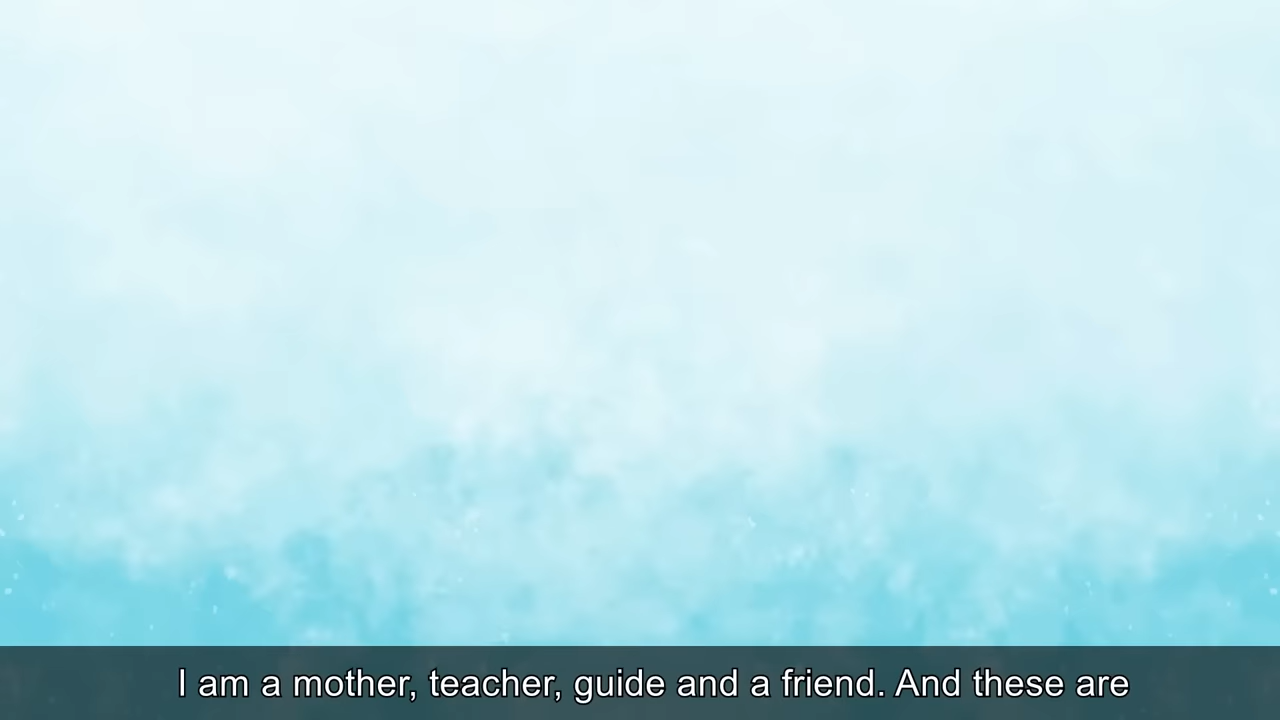 I am a mother, teacher, guide and a friend. And these are